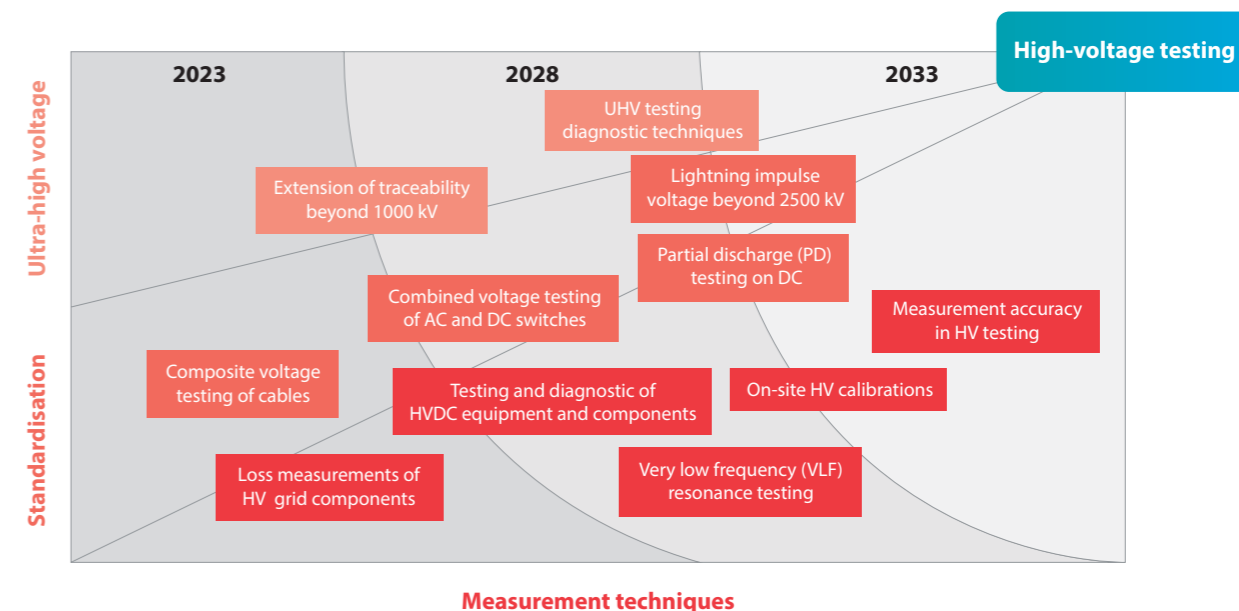 High-voltage testing
2023
2028
2033
Ultra-high voltage
UHV testing
diagnostic techniques
Extension of traceability
beyond 1000 kV
Lightning impulse
voltage beyond 2500 kV
Partial discharge (PD)
testing on DC
Combined voltage testing
of AC and DC switches
Measurement accuracy
in HV testing
Standardisation
Composite voltage
testing of cables
Testing and diagnostic of
HVDC equipment and components
On-site HV calibrations
Loss measurements of
HV grid components
Very low frequency (VLF)
resonance testing
Measurement techniques